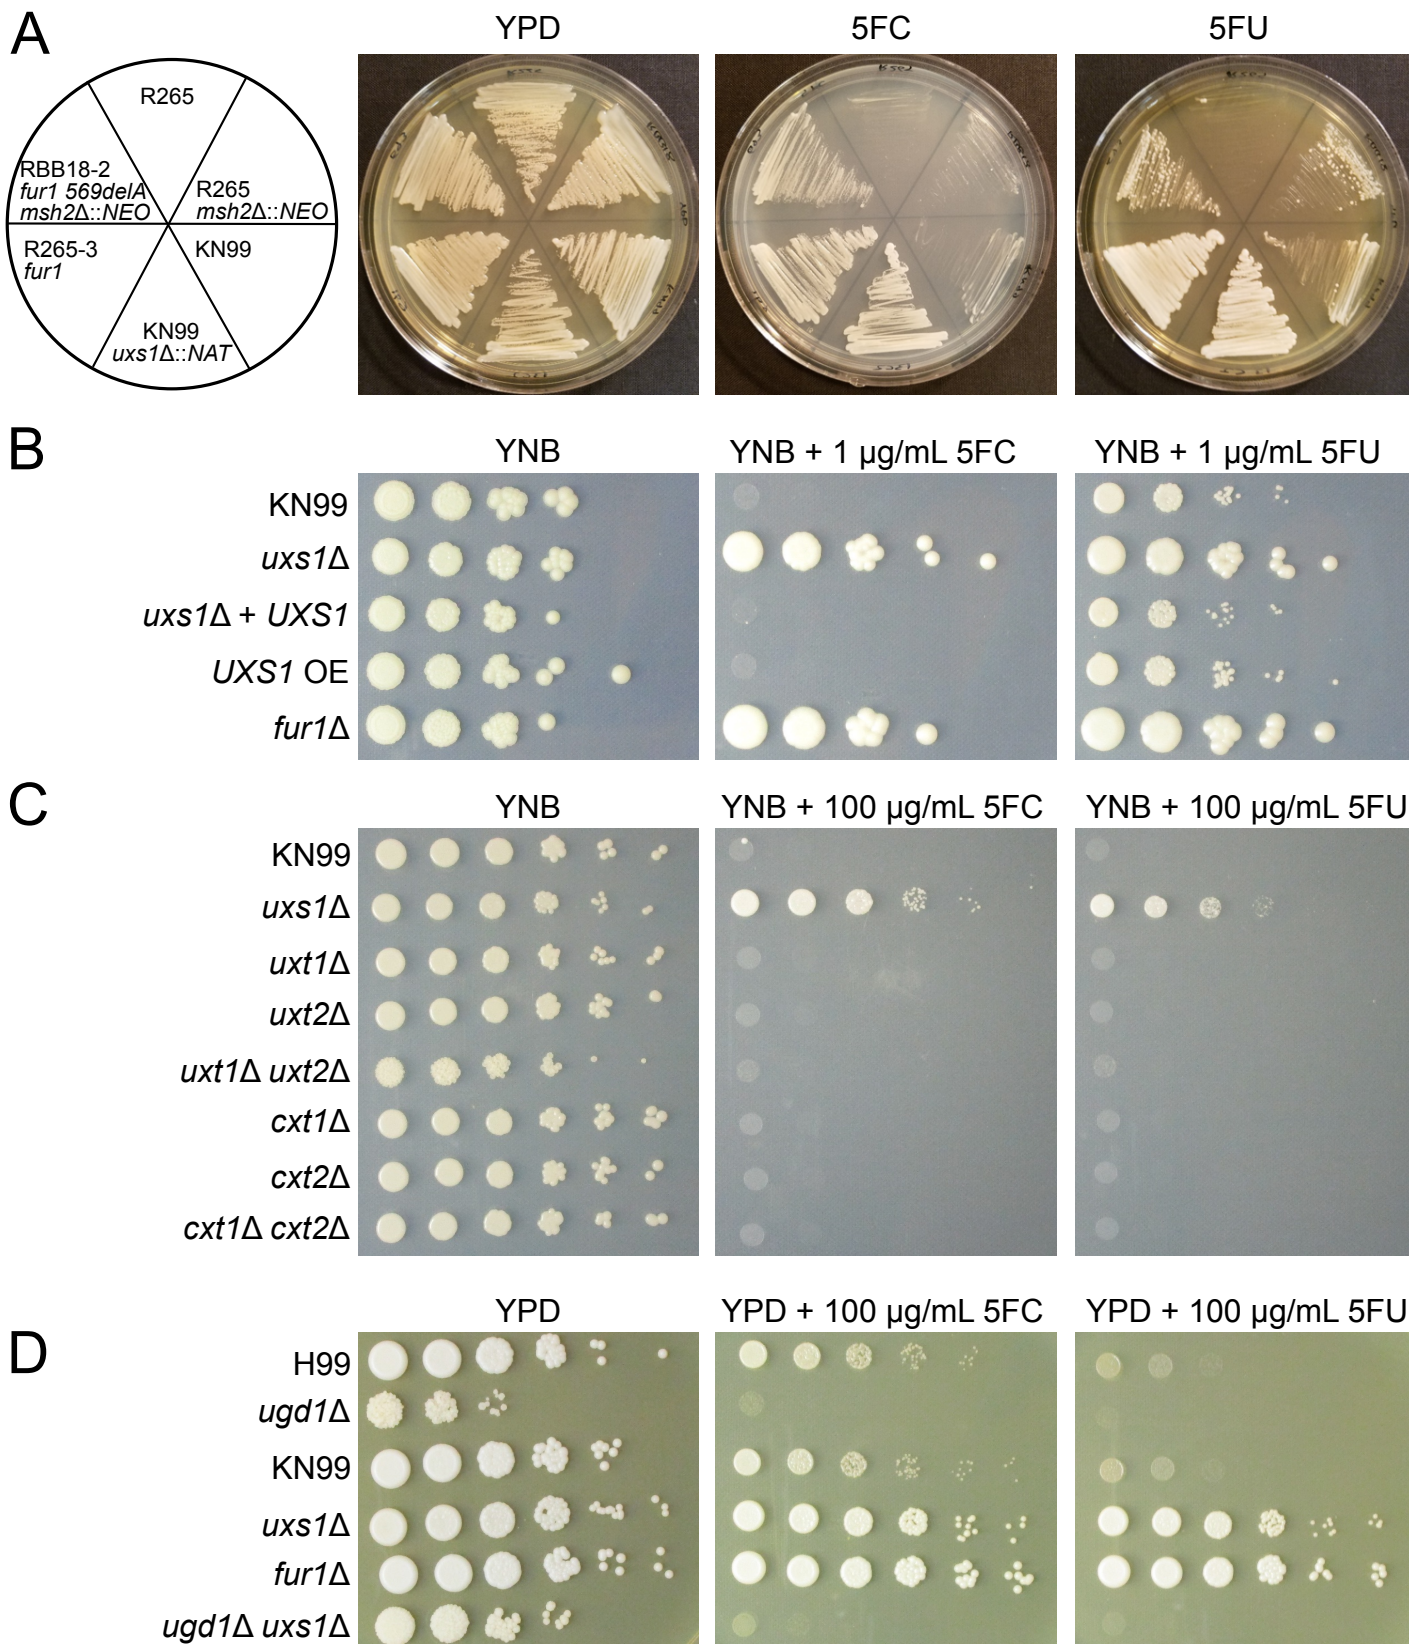 A
YPD
5FC
5FU
R265
RBB18-2
fur1 569delA
msh2Δ::NEO
R265
msh2Δ::NEO
R265-3
fur1
KN99
KN99
uxs1Δ::NAT
B
YNB
YNB + 1 µg/mL 5FC
YNB + 1 µg/mL 5FU
KN99
uxs1Δ
uxs1Δ + UXS1
UXS1 OE
fur1Δ
C
YNB
YNB + 100 µg/mL 5FC
YNB + 100 µg/mL 5FU
KN99
uxs1Δ
uxt1Δ
uxt2Δ
uxt1Δ uxt2Δ
cxt1Δ
cxt2Δ
cxt1Δ cxt2Δ
D
YPD
YPD + 100 µg/mL 5FC
YPD + 100 µg/mL 5FU
H99
ugd1Δ
KN99
uxs1Δ
fur1Δ
ugd1Δ uxs1Δ